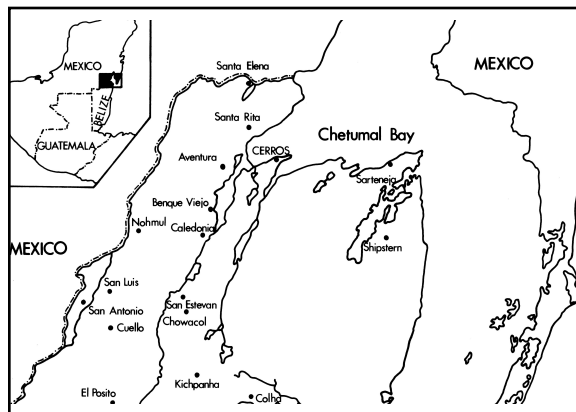 MEXICO
BELIZE
GUATEMALA
Santa Elena
MEXICO
Santa Rita
Chetumal Bay
CERROS
Aventura
Sarteneja
Benque Viejo
Nohmul
Caledonia
MEXICO
Shipstern
San Luis
San Estevan
San Antonio
Chowacol
Cuello
Kichpanha
El Posito
Colha